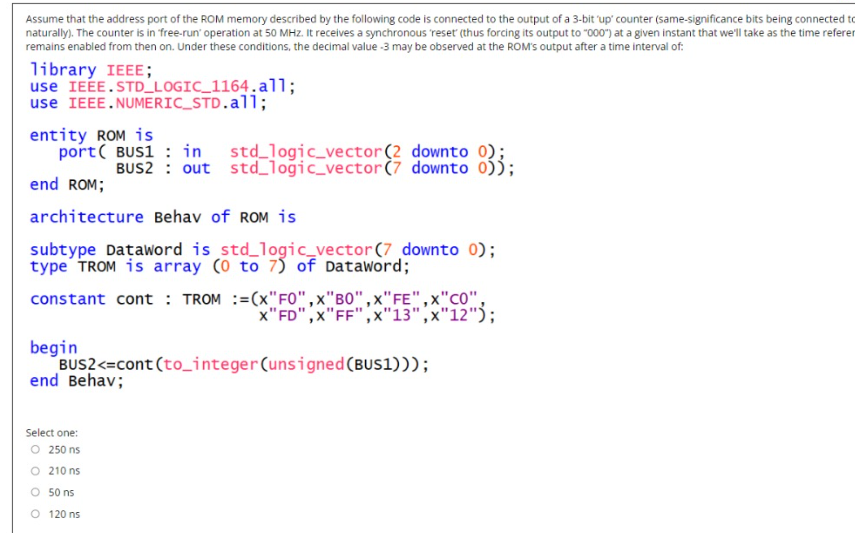 Assume that the address port of the ROM memory described by the following code is connected to the output of a 3-bit 'up' counter (same-significance bits being connected
naturally). The counter is in 'free-run' operation at 50 MHz. It receives a synchronous 'reset' (thus forcing its output to "000") at a given instant that we'll take as the time
remains enabled from then on. Under these conditions, the decimal value -3 may be observed at the ROM's output after a time interval of:
library IEEE;
use IEEE.STD_LOGIC_1164.all;
use IEEE.NUMERIC_STD.all;
entity ROM is
port( BUS1 : in std_logic_vector(2 downto 0);
BUS2 : out std_logic_vector(7 downto 0));
end ROM;
architecture Behav of ROM is
subtype DataWord is std_logic_vector(7 downto 0);
type TROM is array (0 to 7) of DataWord;
constant cont : TROM :=(x"F0",x"B0",x"FE",x"C0",
x"FD",x"FF",x"13",x"12");
begin
BUS2<=cont(to_integer(unsigned(BUS1)));
end Behav;
Select one:
250 ns
210 ns
50 ns
120 ns